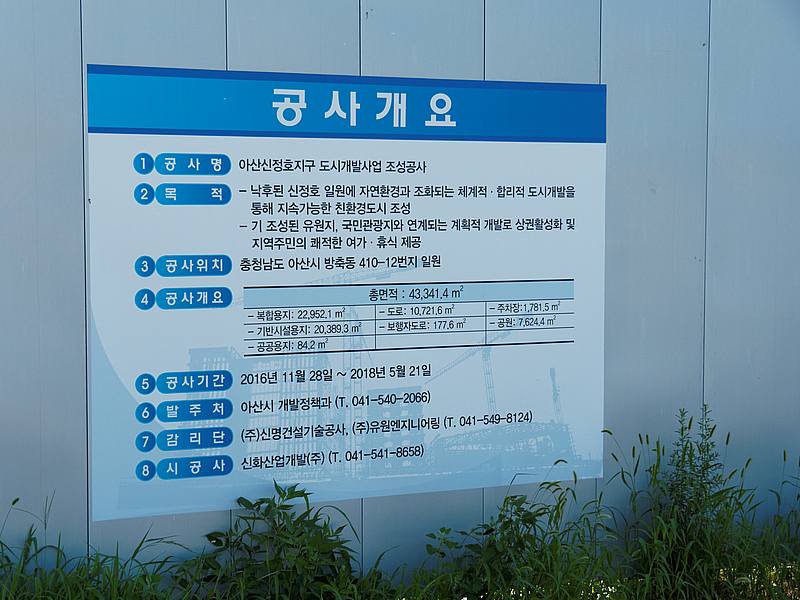 공사개요
1 공사명 아산신정호지구 도시개발사업 조성공사
2 목적 - 낙후된 신정호 일원에 자연환경과 조화되는 체계적·합리적 도시개발을
통해 지속가능한 친환경도시 조성
- 기 조성된 유원지, 국민관광지와 연계되는 계획적 개발로 상권활성화 및
지역주민의 쾌적한 여가·휴식 제공
3 공사위치 충청남도 아산시 방축동 410-12번지 일원
4 공사개요 총면적 : 43,341.4 m²
- 복합용지: 22,952.1 m² - 도로: 10,721.6 m² - 주차장:1,781.5 m²
- 기반시설용지: 20,389.3 m² - 보행자도로: 177.6 m² - 공원: 7,624.4 m²
- 공공용지: 84.2 m²
5 공사기간 2016년 11월 28일 ~ 2018년 5월 21일
6 발주처 아산시 개발정책과 (T. 041-540-2066)
7 감리단 (주)신명건설기술공사, (주)유원엔지니어링 (T. 041-549-8124)
8 시공사 신화산업개발(주) (T. 041-541-8658)